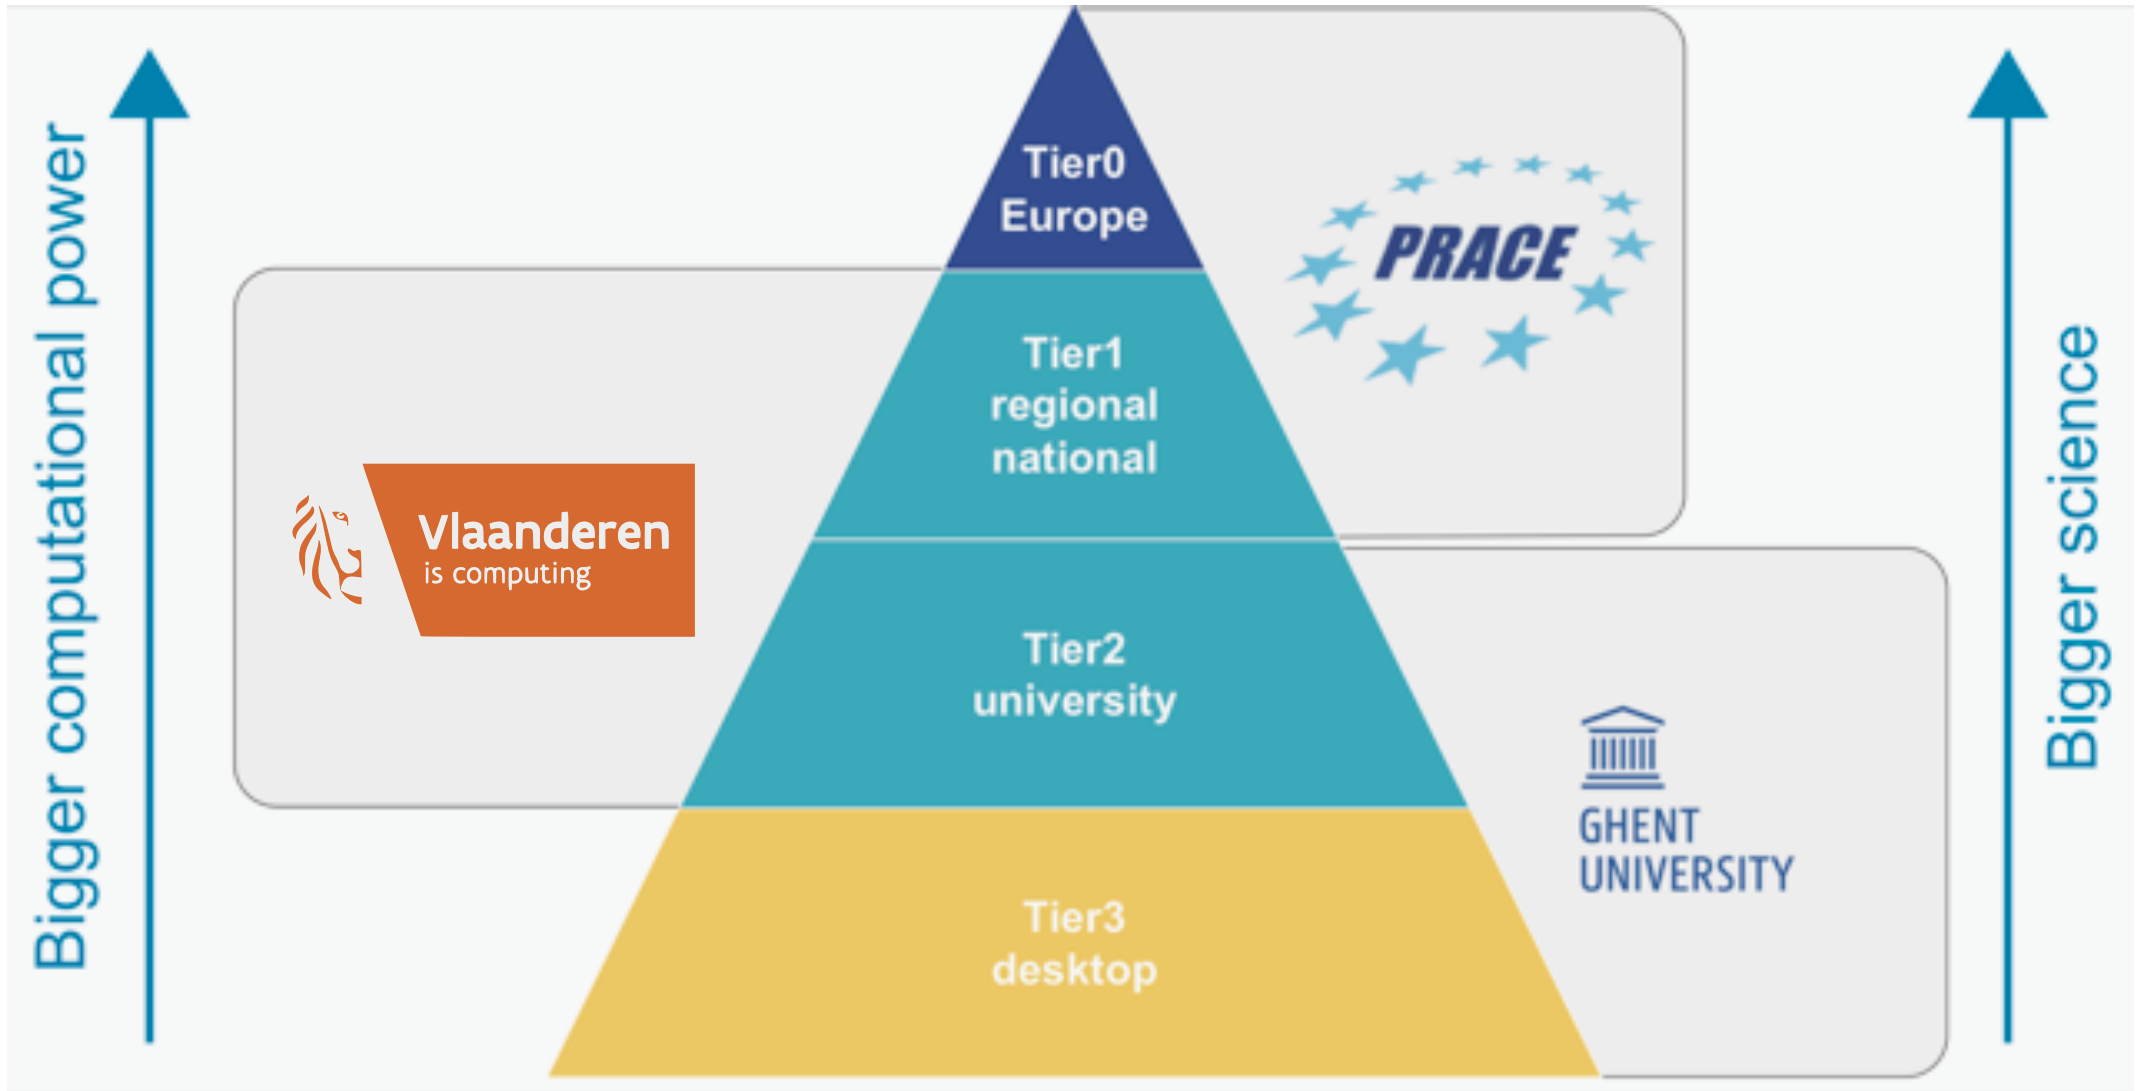 Bigger computational power
Tier0
Europe
PRACE
Tier1
regional
national
Vlaanderen
is computing
Tier2
university
GHENT
UNIVERSITY
Tier3
desktop
Bigger science